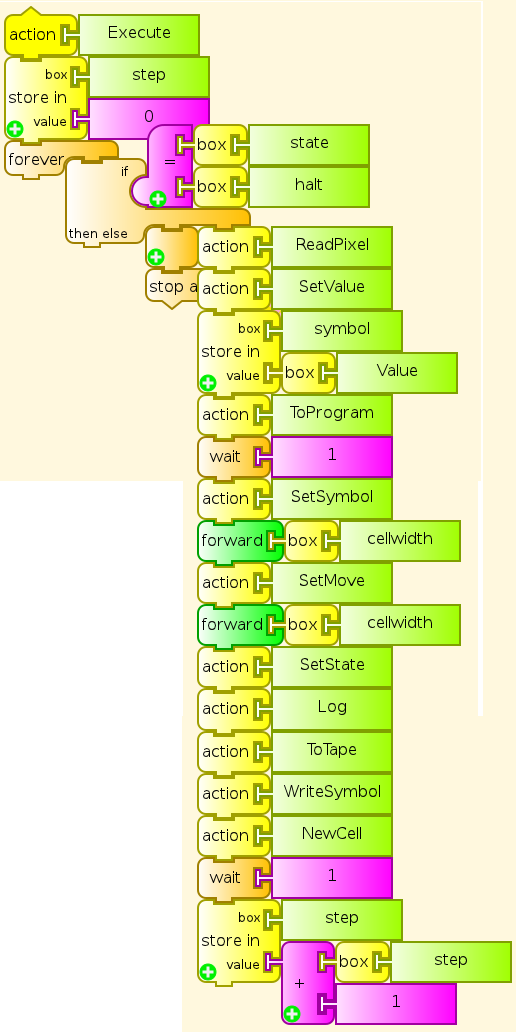 action Execute
box step
store in
value 0
forever
if
= box state
box halt
then else
action ReadPixel
stop a action SetValue
box symbol
store in
value box Value
action ToProgram
wait 1
action SetSymbol
forward box cellwidth
action SetMove
forward box cellwidth
action SetState
action Log
action ToTape
action WriteSymbol
action NewCell
wait 1
box step
store in
value box step
+
1